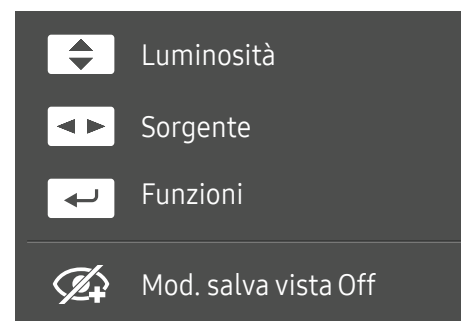 Luminosità
Sorgente
Funzioni
Mod. salva vista Off